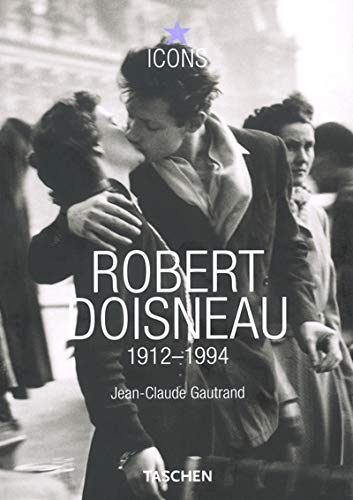 ICONS
ROBERT
DOISNEAU
1912–1994
Jean-Claude Gautrand
TASCHEN